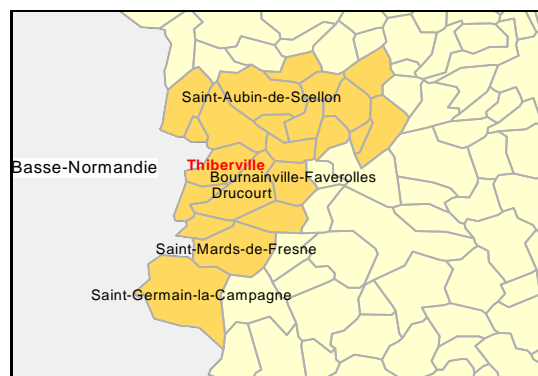 Saint-Aubin-de-Scellon
Basse-Normandie
Thiberville
Bournainville-Faverolles
Drucourt
Saint-Mards-de-Fresne
Saint-Germain-la-Campagne